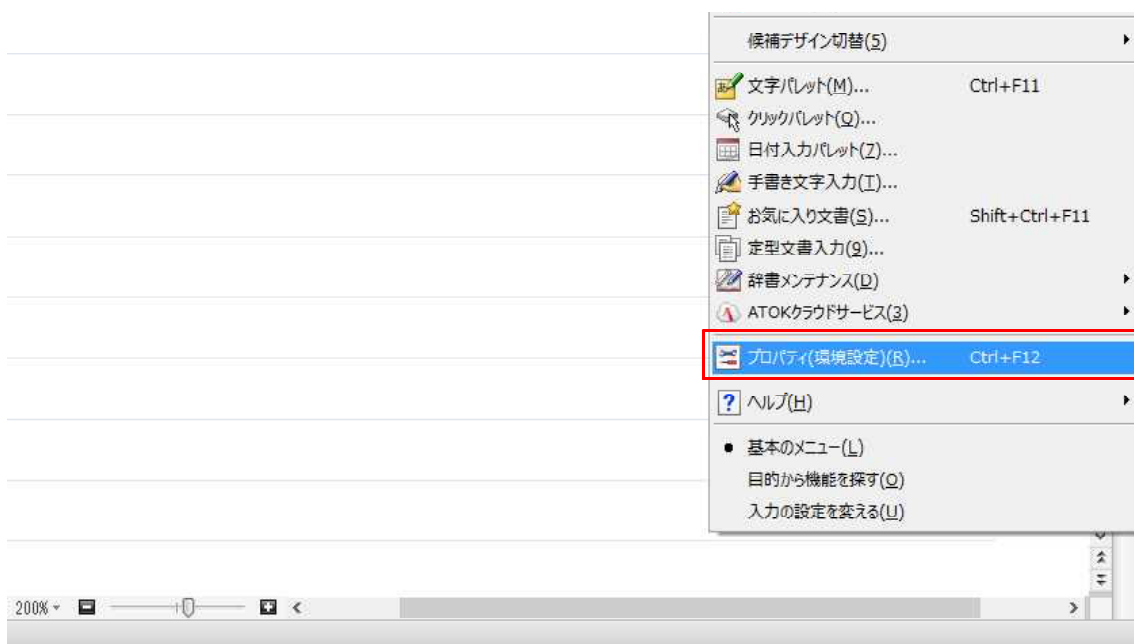 候補デザイン切替(5)
文字パレット(M)... Ctrl+F11
クリックパレット(Q)...
日付入力パレット(7)...
手書き文字入力(T)...
お気に入り文書(S)... Shift+Ctrl+F11
定型文書入力(9)...
辞書メンテナンス(D)
ATOKクラウドサービス(3)
プロパティ(環境設定)(R)... Ctrl+F12
ヘルプ(H)
基本のメニュー(L)
目的から機能を探す(O)
入力の設定を変える(U)
200%